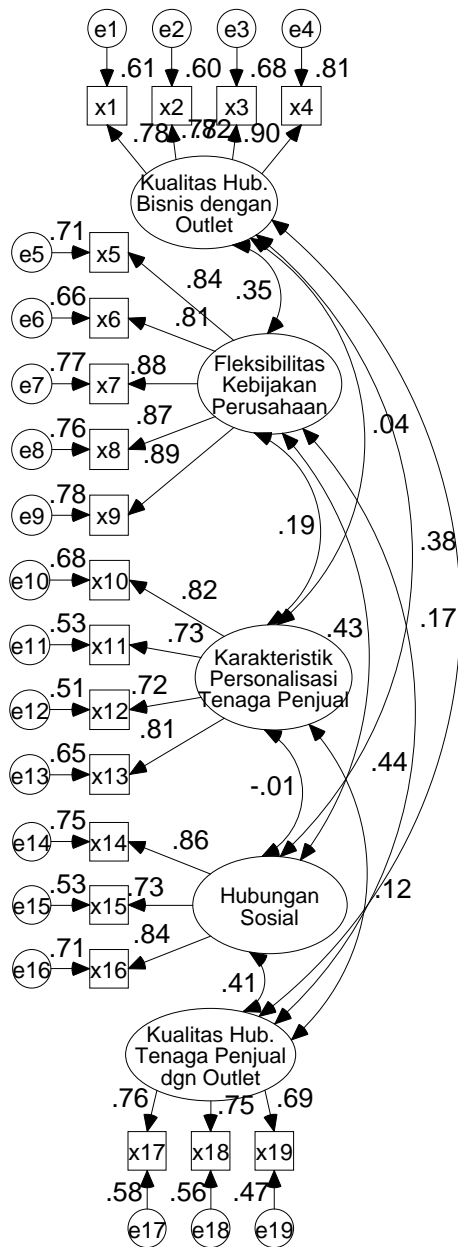 e1 e2 e3 e4
.61 .60 .68 .81
x1 x2 x3 x4
.78 .78 .82 .90
Kualitas Hub.
Bisnis dengan
Outlet
e5 .71 x5
.84
.35
e6 .66 x6
.81
e7 .77 x7
.88
Fleksibilitas
Kebijakan
Perusahaan
e8 .76 x8
.87
.04
e9 .78 x9
.89
.19
.38
.43
.17
e10 .68 x10
.82
e11 .53 x11
.73
Karakteristik
Personalisasi
Tenaga Penjual
e12 .51 x12
.72
e13 .65 x13
.81
.44
-.01
e14 .75 x14
.86
.12
e15 .53 x15
.73
Hubungan
Sosial
e16 .71 x16
.84
.41
Kualitas Hub.
Tenaga Penjual
dgn Outlet
.76 .75 .69
x17 x18 x19
.58 .56 .47
e17 e18 e19